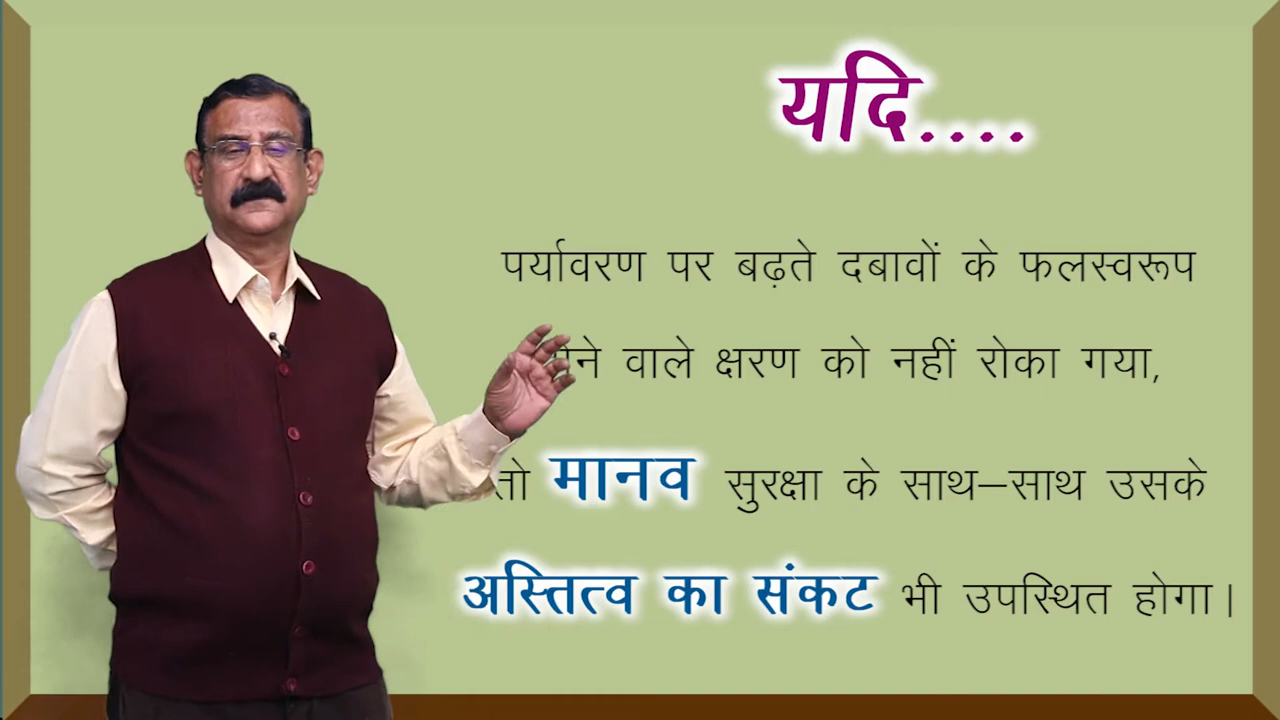 यदि....
पर्यावरण पर बढ़ते दबावों के फलस्वरूप
वाले क्षरण को नहीं रोका गया,
तो मानव सुरक्षा के साथ–साथ उसके
अस्तित्व का संकट भी उपस्थित होगा।